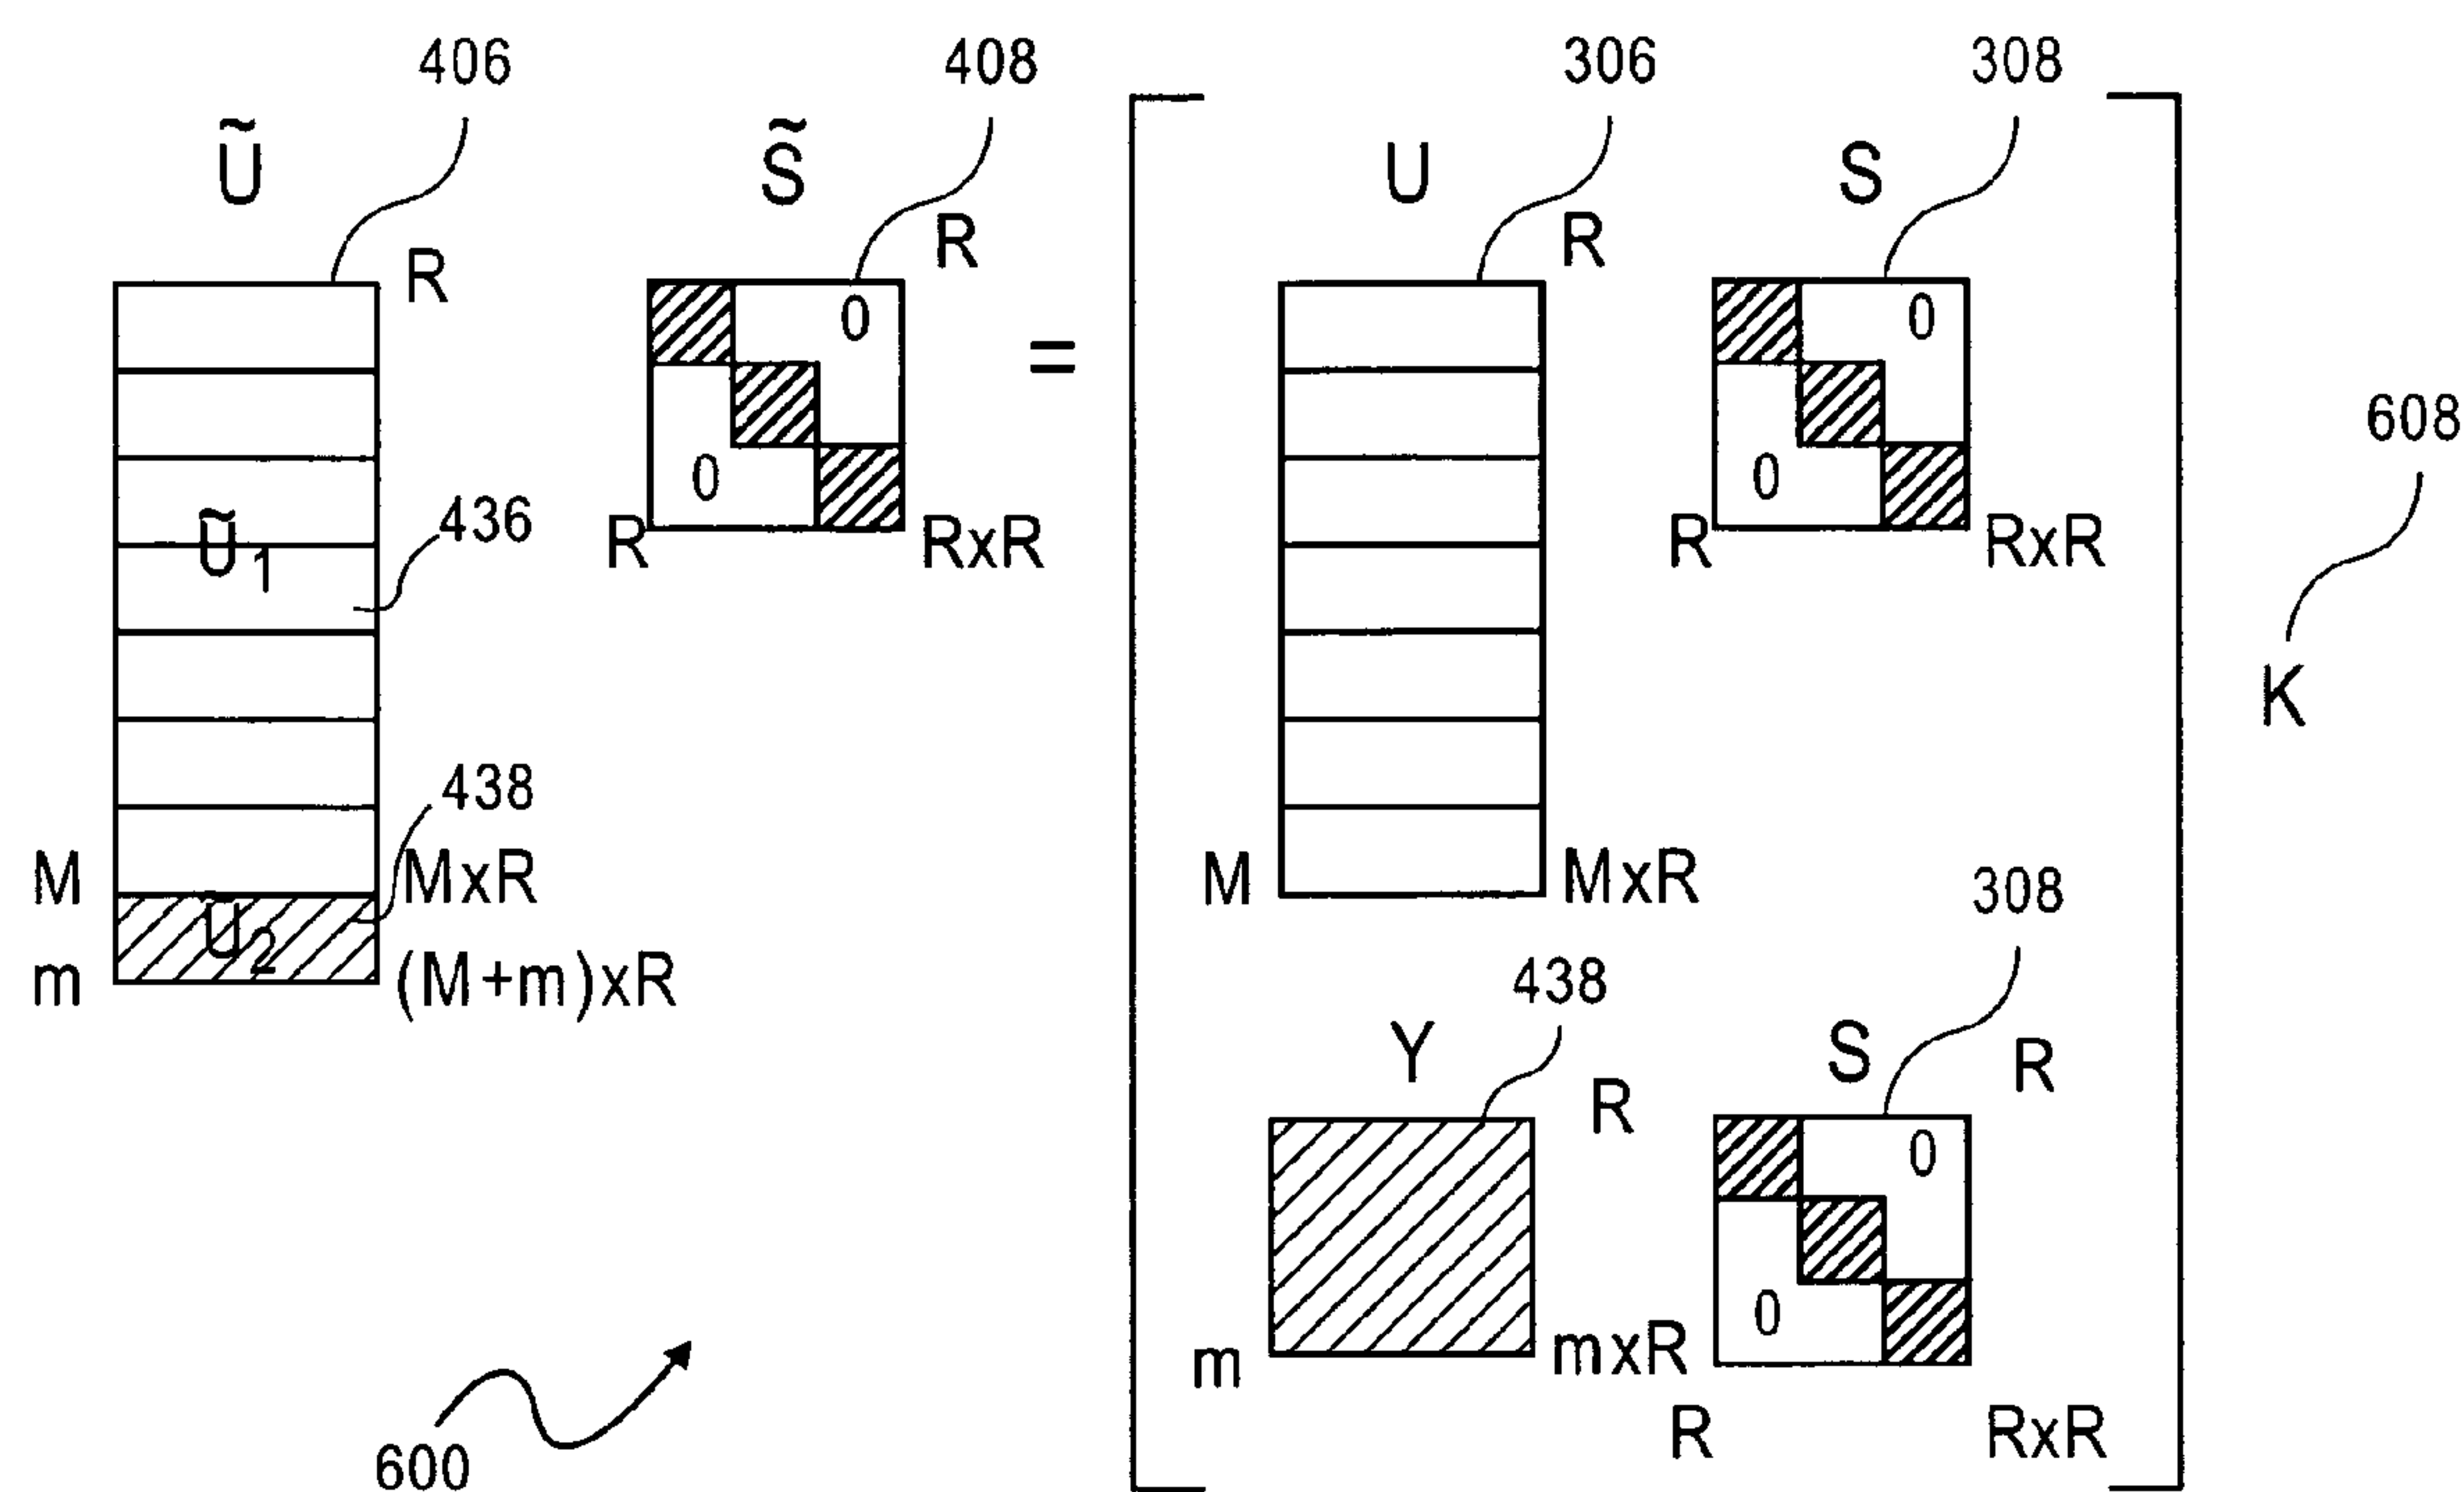 406 408 306 308
Ũ S̃ U S
R R R
0 0
=
608
0 0
Ũ1 436
R RxR R RxR
K
438
M MxR M MxR
308
U2
m (M+m)xR
438
Y S R
R
0
0
m mxR
R RxR
600